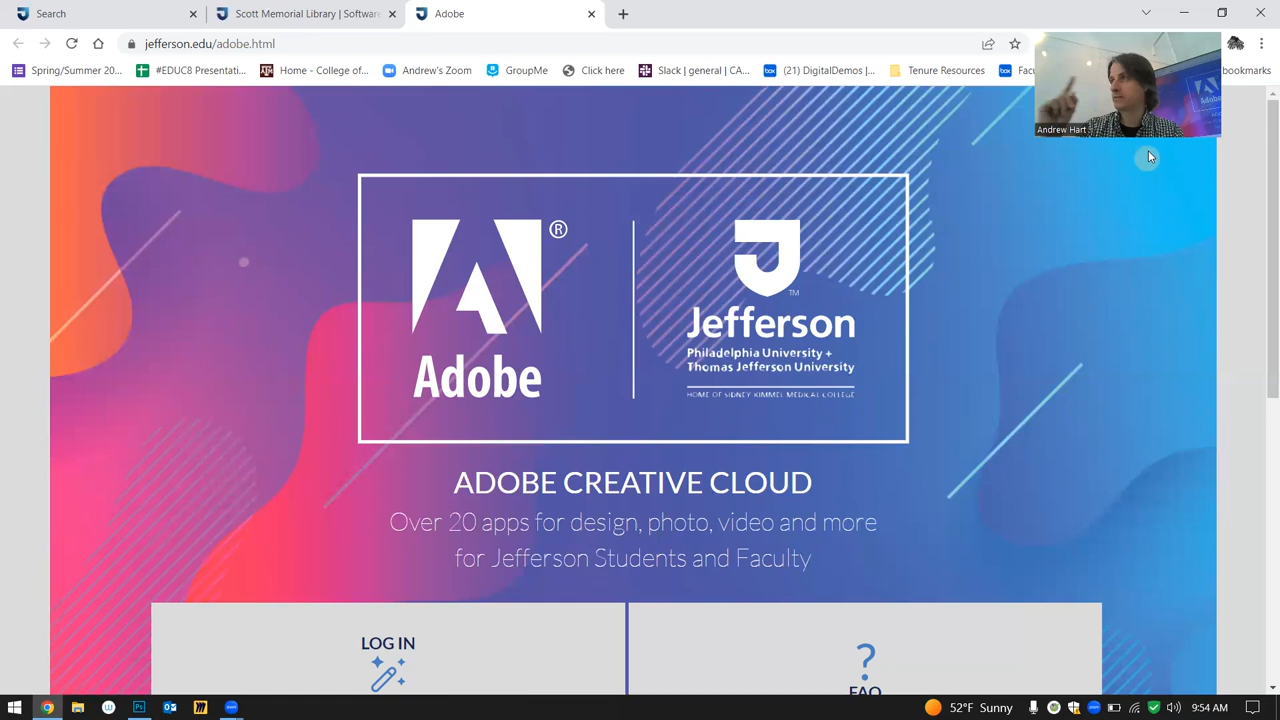 Search
Scott Memorial Library | Softwar
Adobe
jefferson.edu/adobe.html
Spring/Summer 20...
#EDUC8 Presentati...
Home - College of...
Andrew's Zoom
GroupMe
Click here
Slack | general | CA...
(21) DigitalDemos |...
Tenure Resources
Facu
bookmarks
Andrew Hart
Adobe
®
Adobe
TM
Jefferson
Philadelphia University +
Thomas Jefferson University
HOME OF SIDNEY KIMMEL MEDICAL COLLEGE
ADOBE CREATIVE CLOUD
Over 20 apps for design, photo, video and more
for Jefferson Students and Faculty
LOG IN
?
FAQ
52°F Sunny
9:54 AM